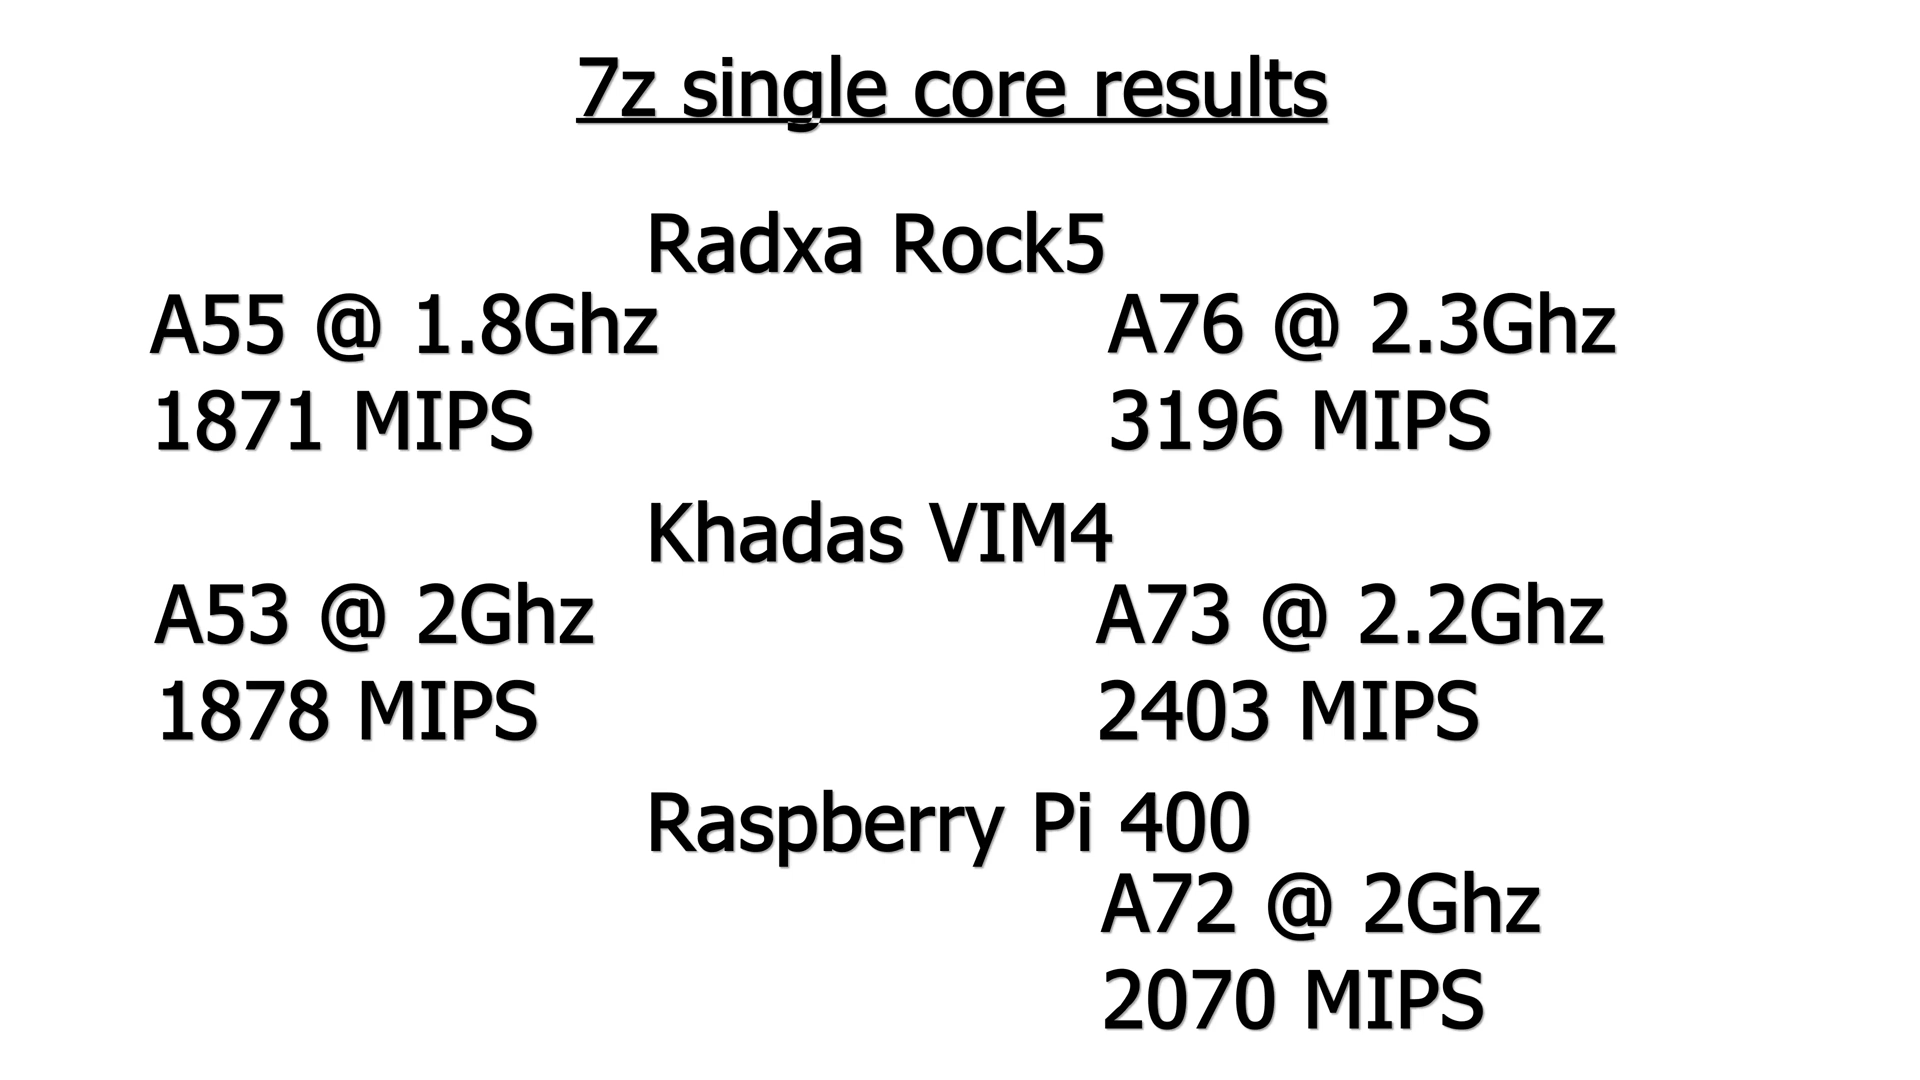 7z single core results
Radxa Rock5
A55 @ 1.8Ghz A76 @ 2.3Ghz
1871 MIPS 3196 MIPS
Khadas VIM4
A53 @ 2Ghz A73 @ 2.2Ghz
1878 MIPS 2403 MIPS
Raspberry Pi 400
A72 @ 2Ghz
2070 MIPS